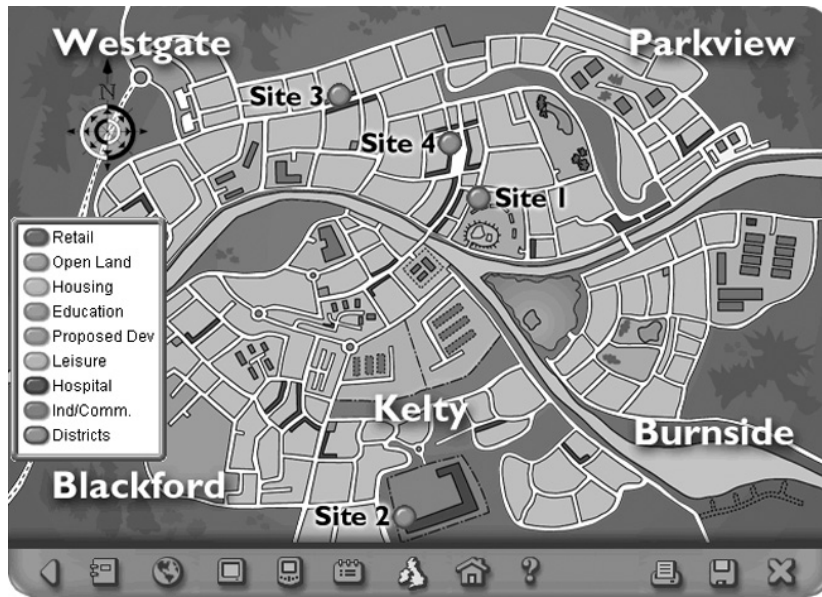 Westgate
Parkview
N
Site 3
Site 4
Site 1
Retail
Open Land
Housing
Education
Proposed Dev
Leisure
Hospital
Ind/Comm.
Districts
Kelty
Burnside
Blackford
Site 2
?